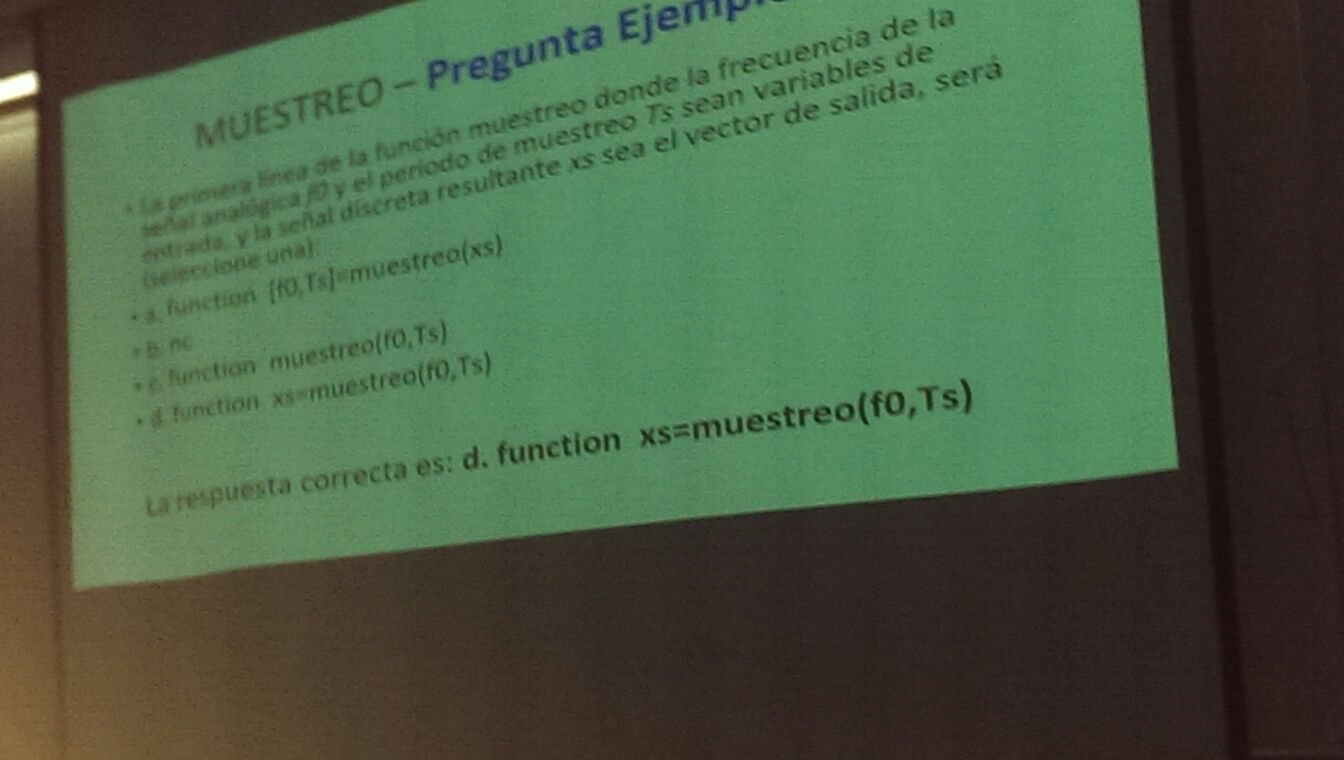 MUESTREO – Pregunta Ejemplo
• La primera línea de la función muestreo donde la frecuencia de la
señal analógica f0 y el periodo de muestreo Ts sean variables de
entrada, y la señal discreta resultante xs sea el vector de salida, será
(seleccione una):
• a. function [f0,Ts]=muestreo(xs)
• b. nc
• c. function muestreo(f0,Ts)
• d. function xs=muestreo(f0,Ts)
La respuesta correcta es: d. function xs=muestreo(f0,Ts)